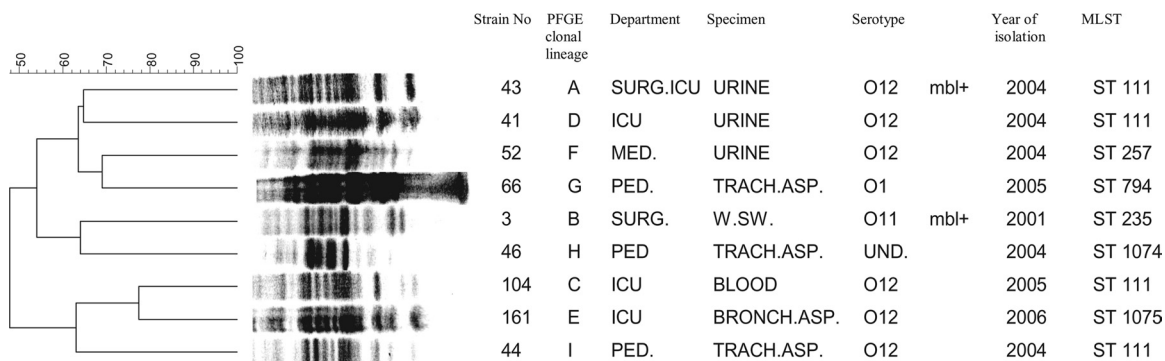 Strain No PFGE clonal lineage Department Specimen Serotype Year of isolation MLST
50 60 70 80 90 100
43 A SURG.ICU URINE O12 mbl+ 2004 ST 111
41 D ICU URINE O12 2004 ST 111
52 F MED. URINE O12 2004 ST 257
66 G PED. TRACH.ASP. O1 2005 ST 794
3 B SURG. W.SW. O11 mbl+ 2001 ST 235
46 H PED TRACH.ASP. UND. 2004 ST 1074
104 C ICU BLOOD O12 2005 ST 111
161 E ICU BRONCH.ASP. O12 2006 ST 1075
44 I PED. TRACH.ASP. O12 2004 ST 111